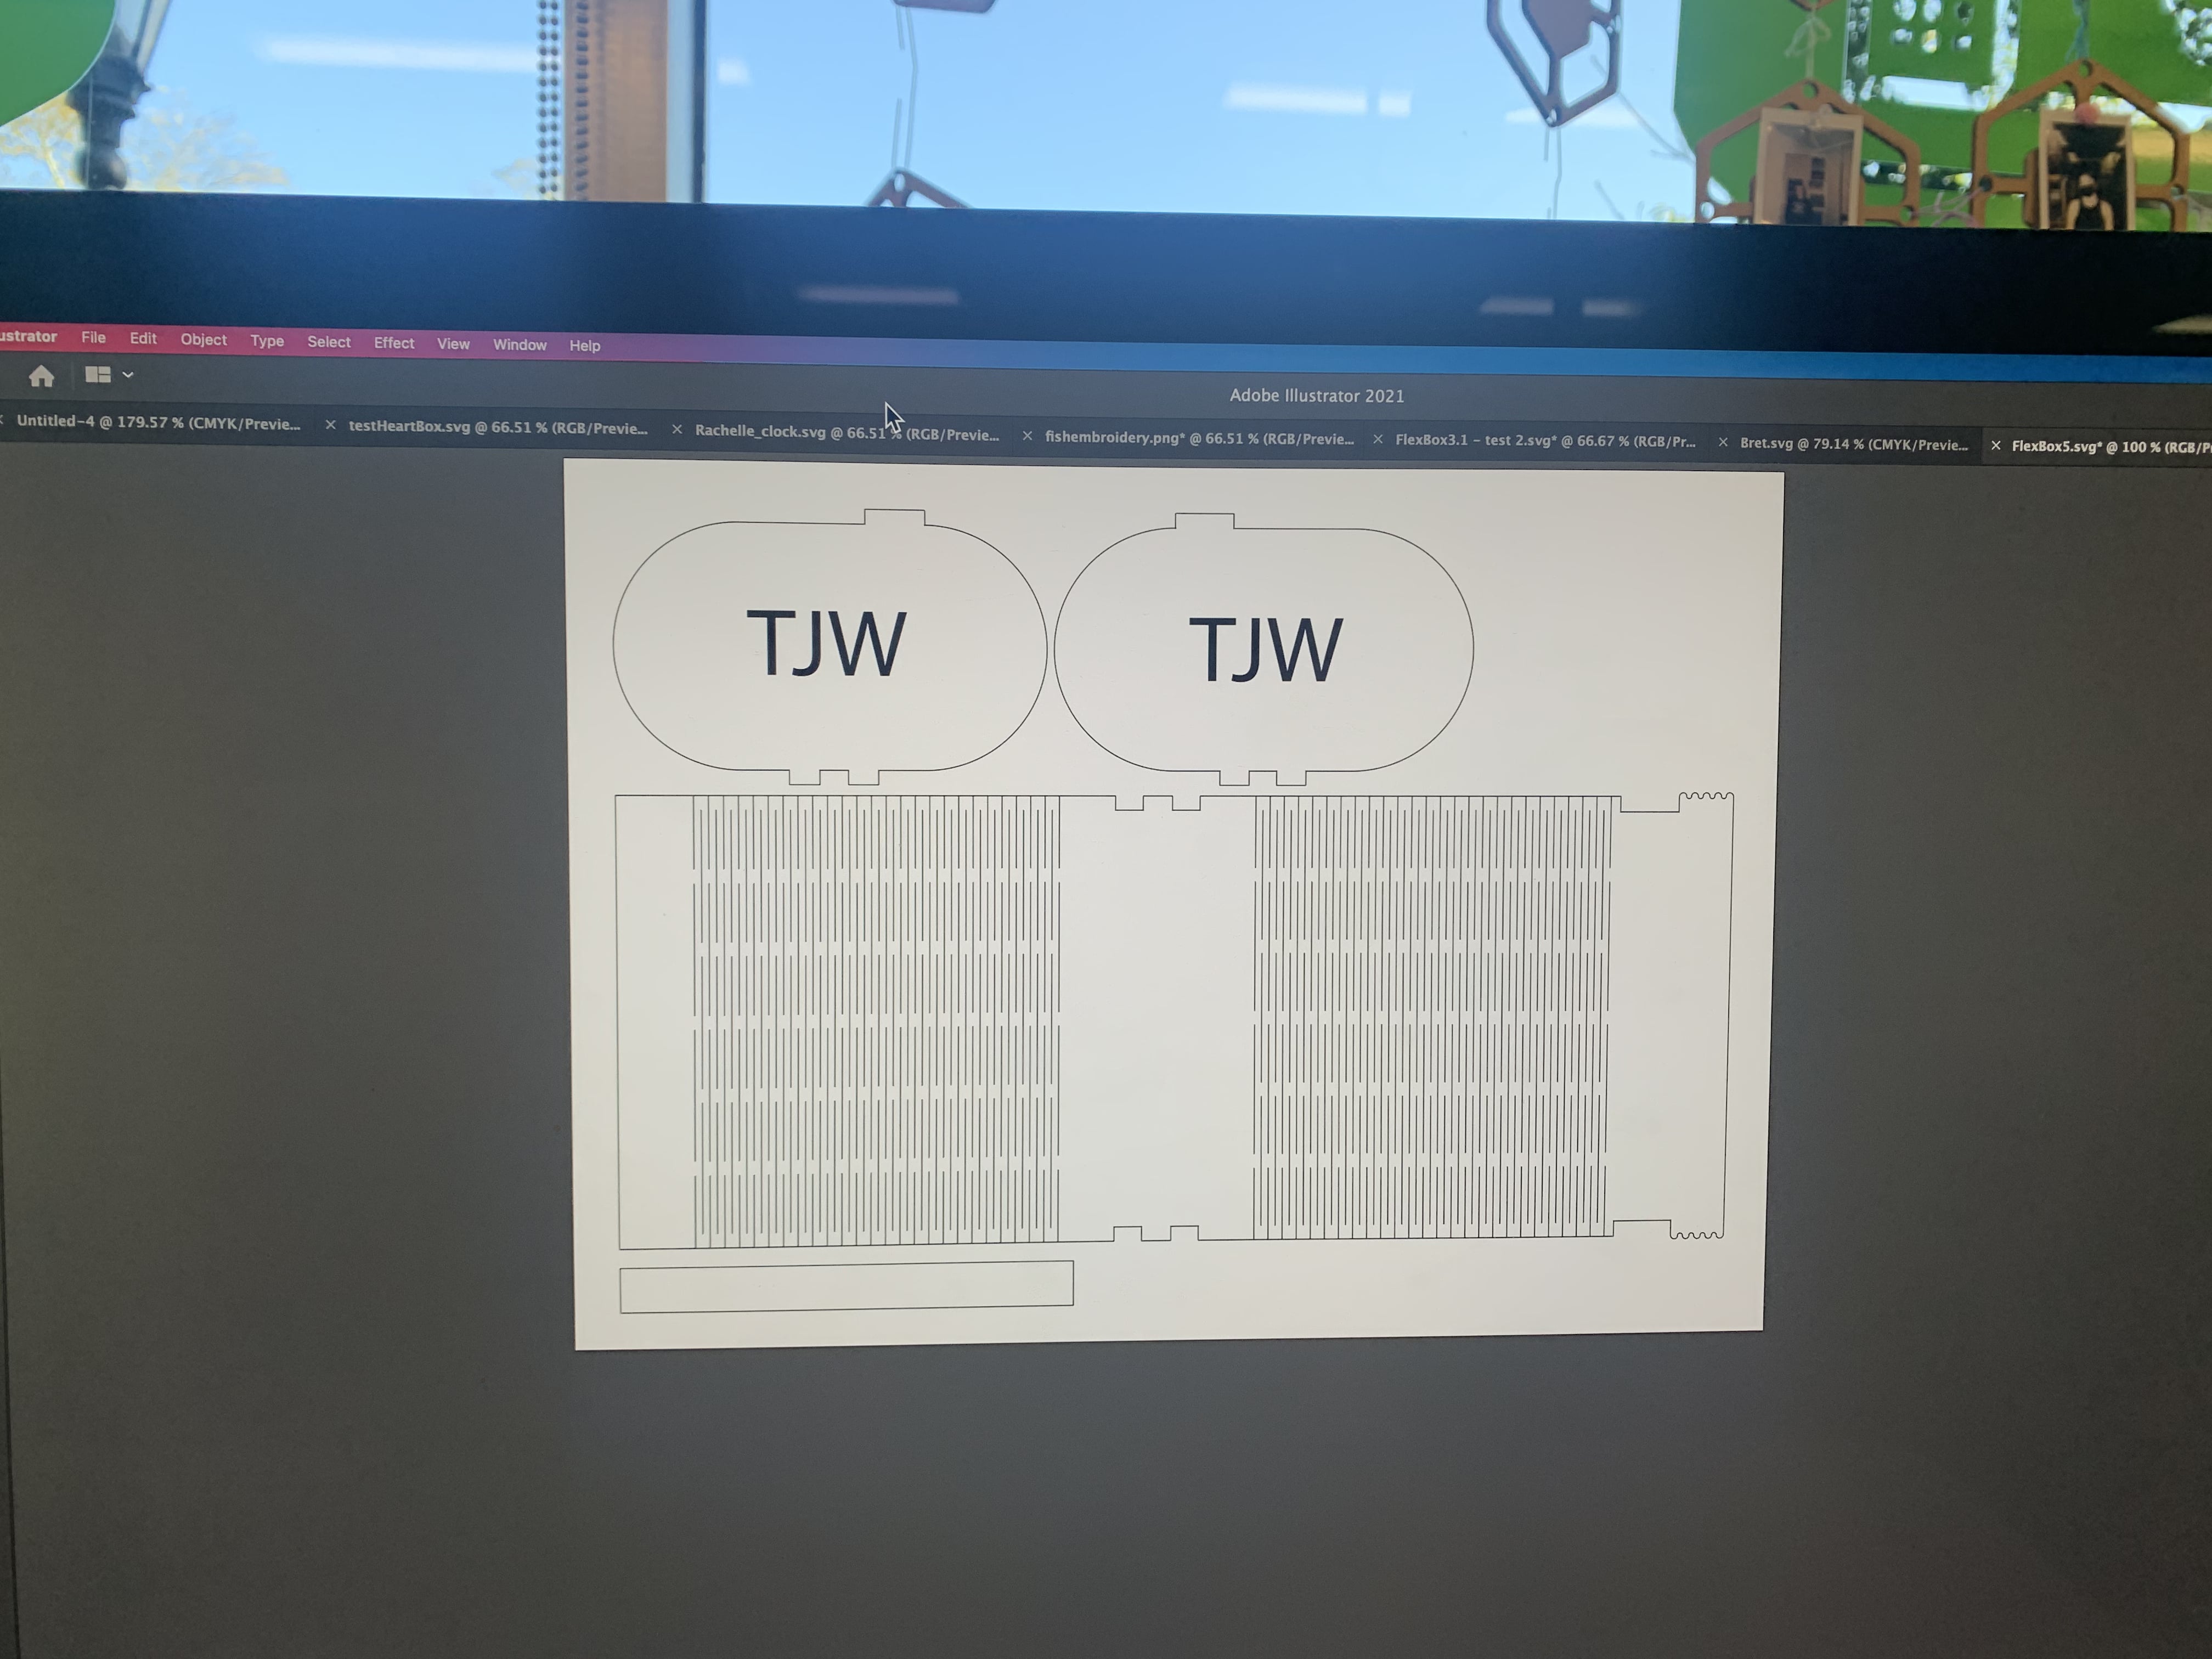 ustrator File Edit Object Type Select Effect View Window Help
Adobe Illustrator 2021
Untitled-4 @ 179.57 % (CMYK/Previe... × testHeartBox.svg @ 66.51 % (RGB/Previe... × Rachelle_clock.svg @ 66.51 % (RGB/Previe... × fishembroidery.png* @ 66.51 % (RGB/Previe... × FlexBox3.1 - test 2.svg* @ 66.67 % (RGB/Pr... × Bret.svg @ 79.14 % (CMYK/Previe... × FlexBox5.svg* @ 100 % (RGB/P
TJW TJW